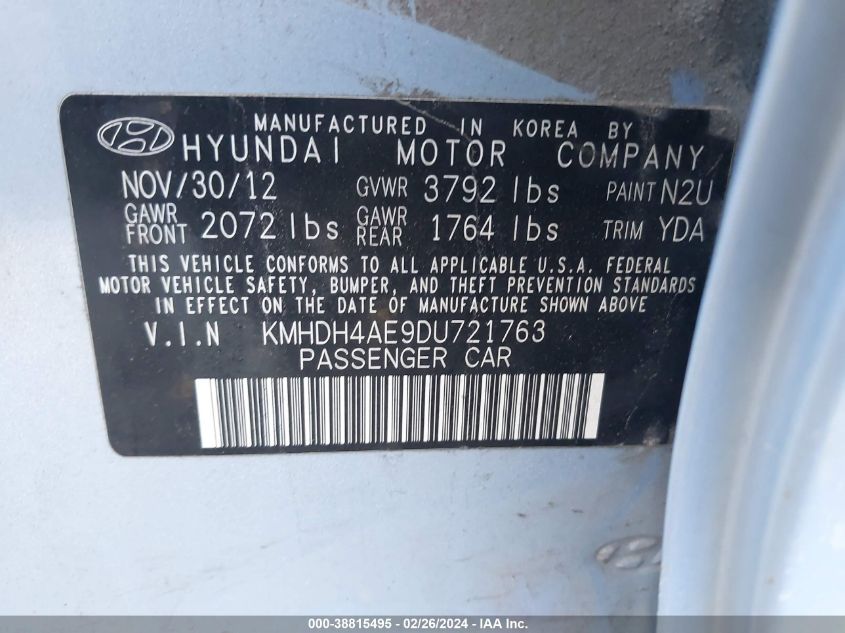 MANUFACTURED IN KOREA BY
HYUNDAI MOTOR COMPANY
NOV/30/12 GVWR 3792 lbs PAINT N2U
GAWR FRONT 2072 lbs GAWR REAR 1764 lbs TRIM YDA
THIS VEHICLE CONFORMS TO ALL APPLICABLE U.S.A. FEDERAL
MOTOR VEHICLE SAFETY, BUMPER, AND THEFT PREVENTION STANDARDS
IN EFFECT ON THE DATE OF MANUFACTURE SHOWN ABOVE
V.I.N KMHDH4AE9DU721763
PASSENGER CAR
000-38815495 - 02/26/2024 - IAA Inc.